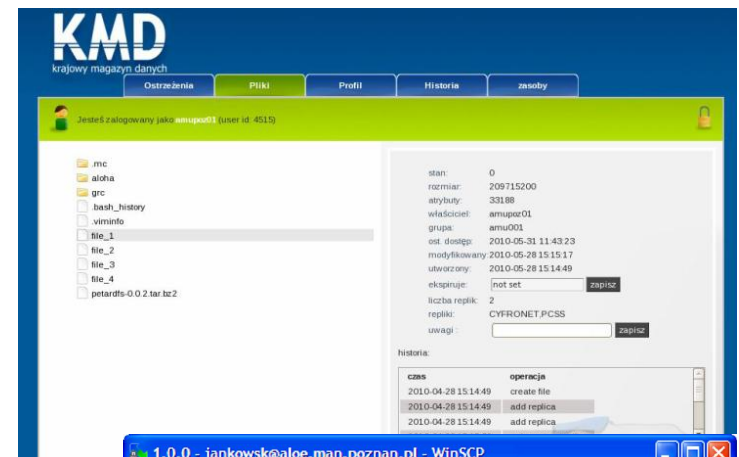 KMD
krajowy magazyn danych
Ostrzeżenia Pliki Profil Historia zasoby
Jesteś zalogowany jako amupoz01 (user id: 4515)
.mc
aloha
grc
.bash_history
.viminfo
file_1
file_2
file_3
file_4
petardfs-0.0.2.tar.bz2
stan: 0
rozmiar: 209715200
atrybuty: 33188
właściciel: amupoz01
grupa: amu001
ost. dostęp: 2010-05-31 11:43:23
modyfikowany: 2010-05-28 15:15:17
utworzony: 2010-05-28 15:14:49
ekspiruje: not set zapisz
liczba replik: 2
repliki: CYFRONET,PCSS
uwagi : zapisz
historia:
czas operacja
2010-04-28 15:14:49 create file
2010-04-28 15:14:49 add replica
2010-04-28 15:14:49 add replica
1.0.0 - jankowsk@aloe.man.poznan.pl - WinSCP